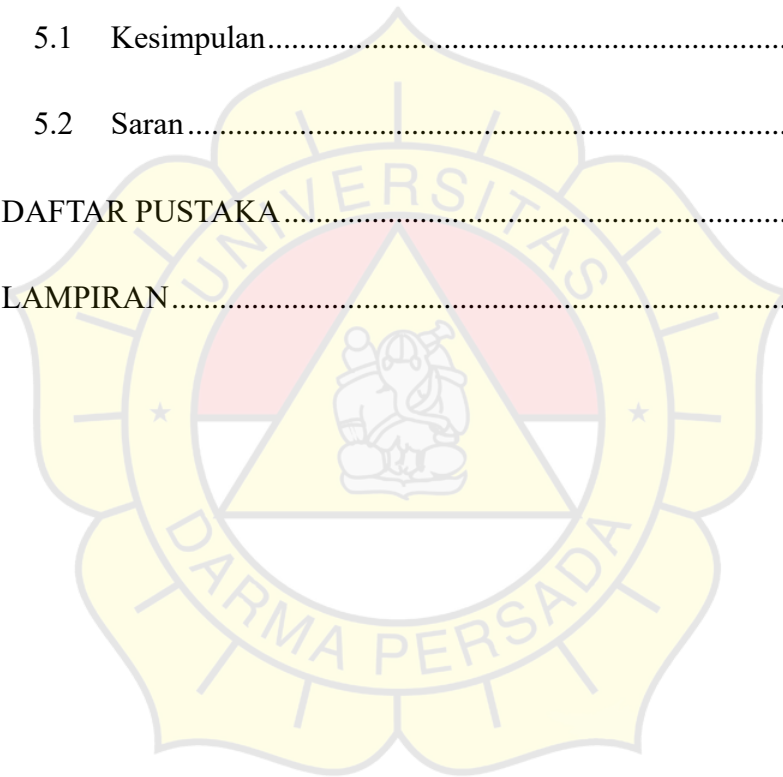 5.1 Kesimpulan................................................................
5.2 Saran................................................................
DAFTAR PUSTAKA................................................................
LAMPIRAN................................................................
UNIVERSITAS
DARMA PERSADA